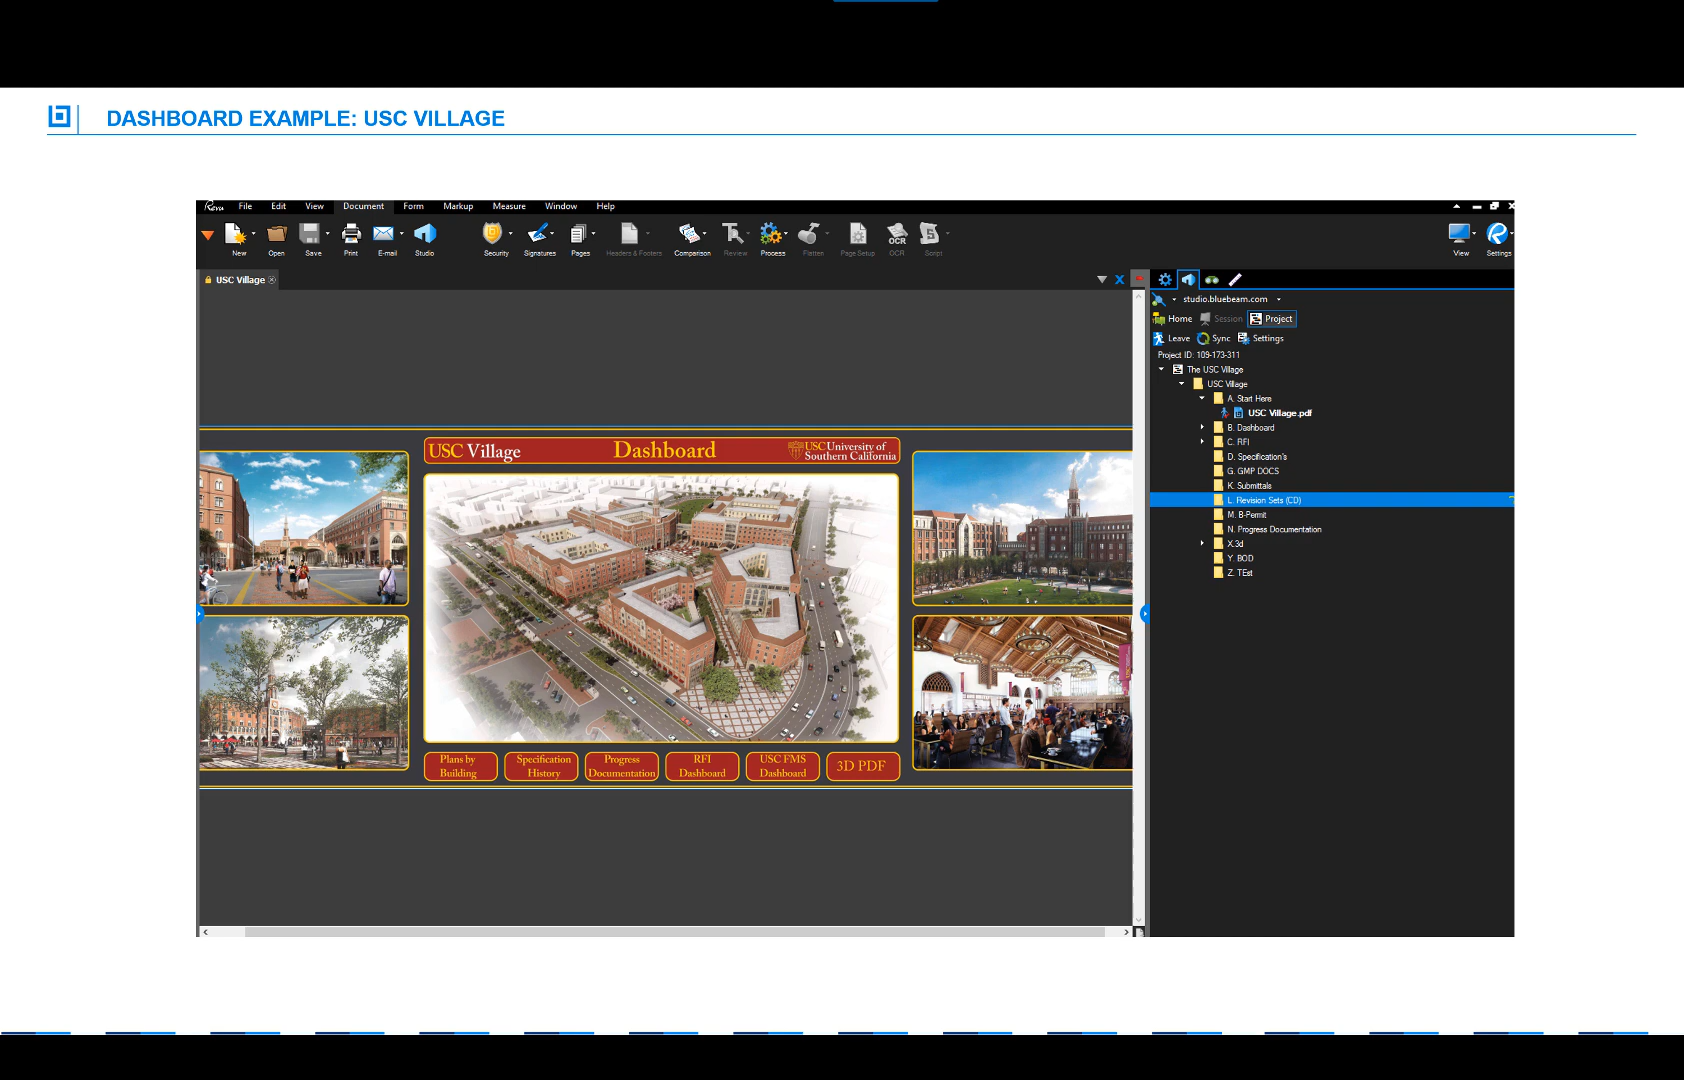 DASHBOARD EXAMPLE: USC VILLAGE
Revu File Edit View Document Form Markup Measure Window Help
New Open Save Print E-mail Studio Security Signatures Pages Headers & Footers Comparison Review Process Flatten Page Setup OCR Script View Settings
OCR
USC Village
studio.bluebeam.com
Home Session Project
Leave Sync Settings
Project ID: 109-173-311
The USC Village
USC Village
A. Start Here
USC Village.pdf
B. Dashboard
C. RFI
D. Specification's
G. GMP DOCS
K. Submittals
L. Revision Sets (CD)
M. B-Permit
N. Progress Documentation
X.3d
Y. BOD
Z. TEst
USC Village Dashboard USC University of
Southern California
Plans by
Building
Specification
History
Progress
Documentation
RFI
Dashboard
USC FMS
Dashboard
3D PDF